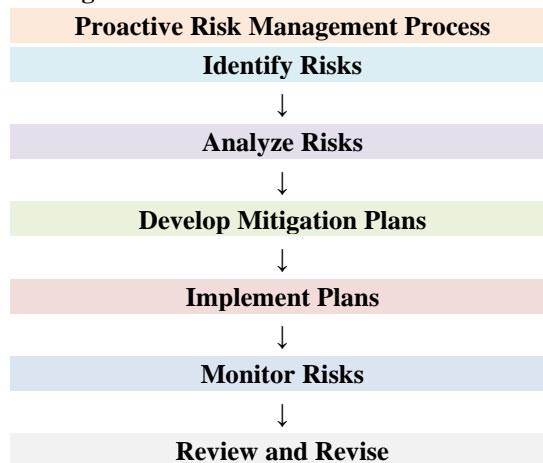 Proactive Risk Management Process
Identify Risks
↓
Analyze Risks
↓
Develop Mitigation Plans
↓
Implement Plans
↓
Monitor Risks
↓
Review and Revise